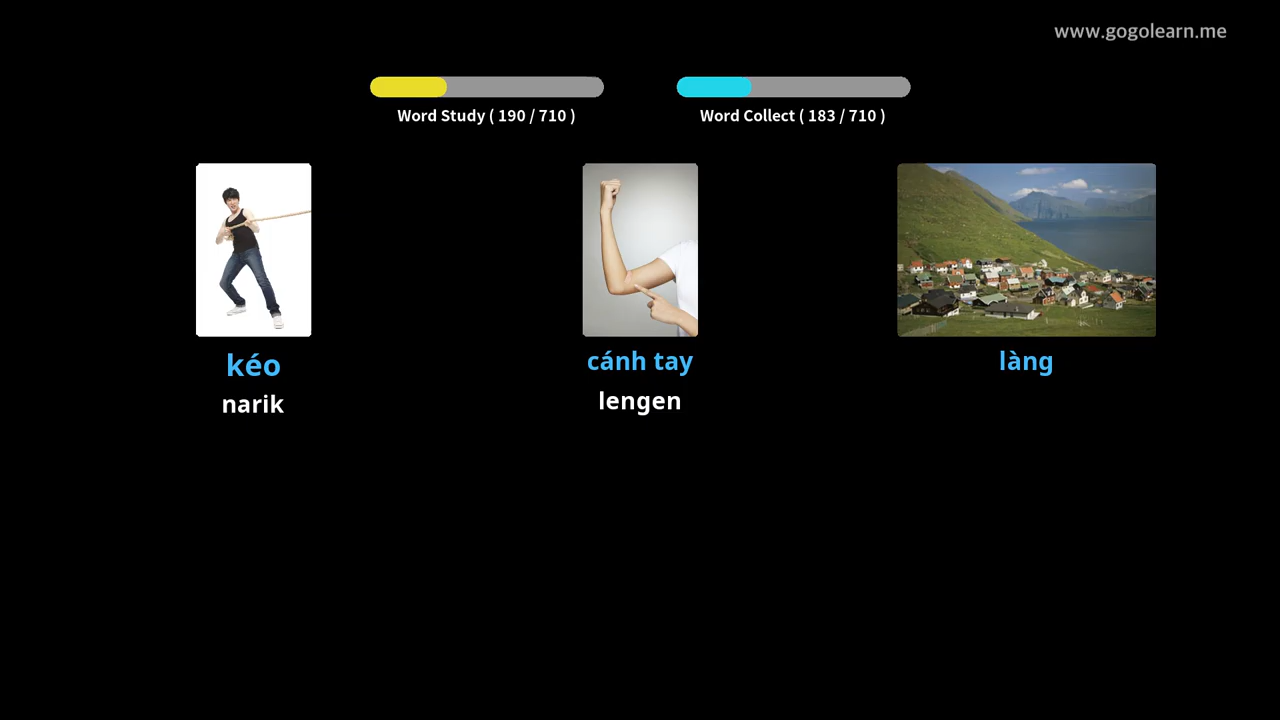 www.gogolearn.me
Word Study ( 190 / 710 )
Word Collect ( 183 / 710 )
kéo
narik
cánh tay
lengen
làng